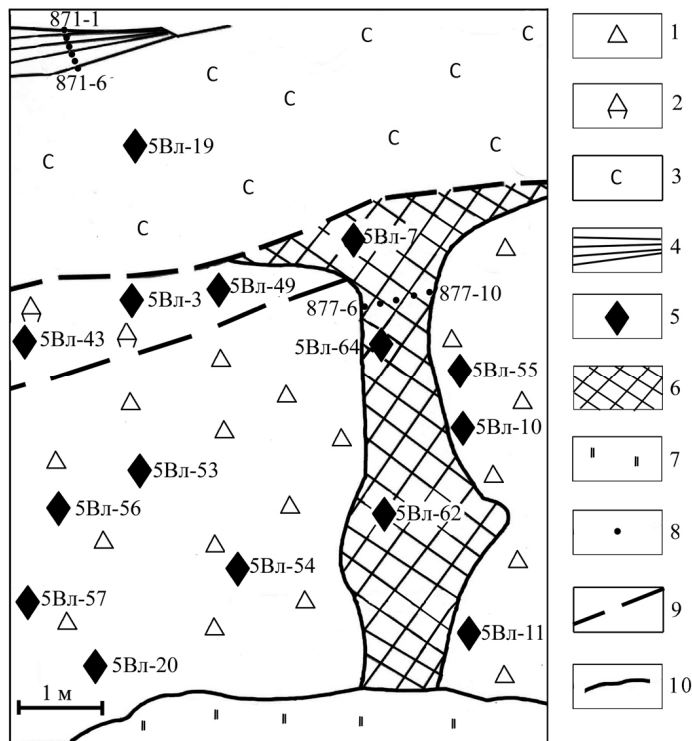 871-1
871-6
5Вл-19
5Вл-7
5Вл-49
5Вл-3
877-10
877-6
5Вл-43
5Вл-64
5Вл-55
5Вл-10
5Вл-53
5Вл-56
5Вл-62
5Вл-54
5Вл-57
5Вл-11
5Вл-20
1 м
С С
С С
С С
С С
С
1
2
С 3
4
5
6
7
8
9
10